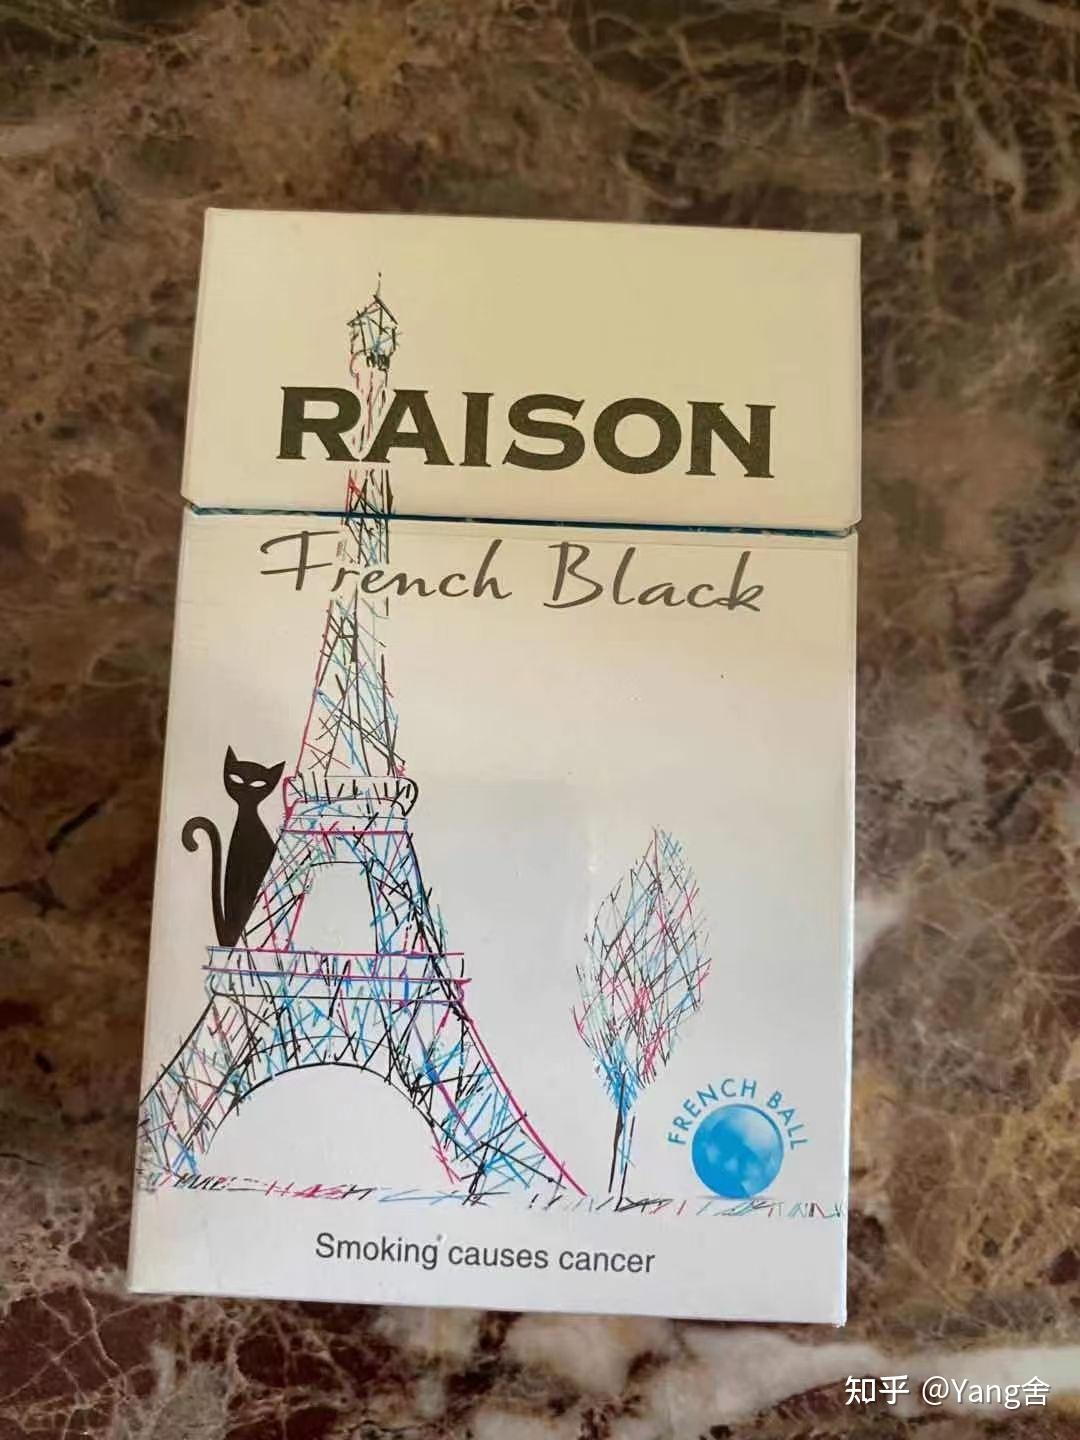 RAISON
French Black
FRENCH BALL
Smoking causes cancer
知乎 @Yang舍